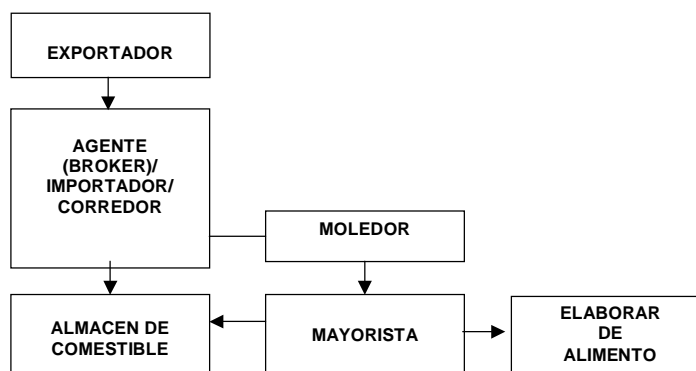 EXPORTADOR
AGENTE
(BROKER)/
IMPORTADOR/
CORREDOR
MOLEDOR
ALMACEN DE
COMESTIBLE
MAYORISTA
ELABORAR
DE
ALIMENTO